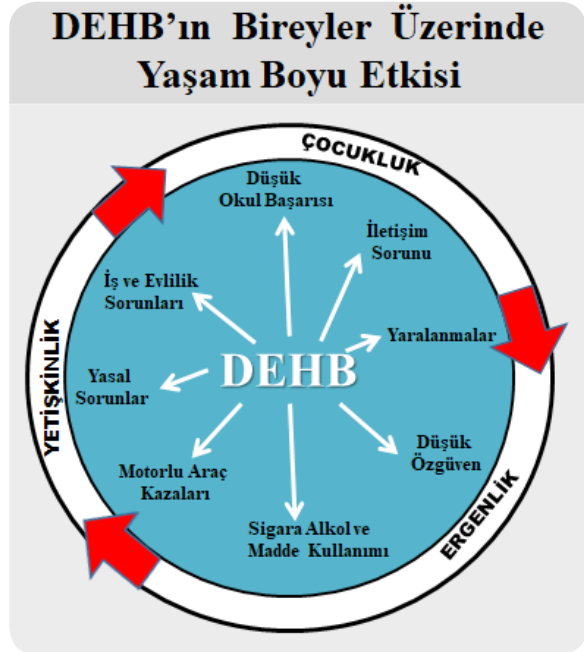 DEHB’ın Bireyler Üzerinde
Yaşam Boyu Etkisi
ÇOCUKLUK
Düşük
Okul Başarısı
İletişim
Sorunu
İş ve Evlilik
Sorunları
Yaralanmalar
DEHB
YETİŞKİNLİK
Yasal
Sorunlar
Düşük
Özgüven
Motorlu Araç
Kazaları
ERGENLİK
Sigara Alkol ve
Madde Kullanımı